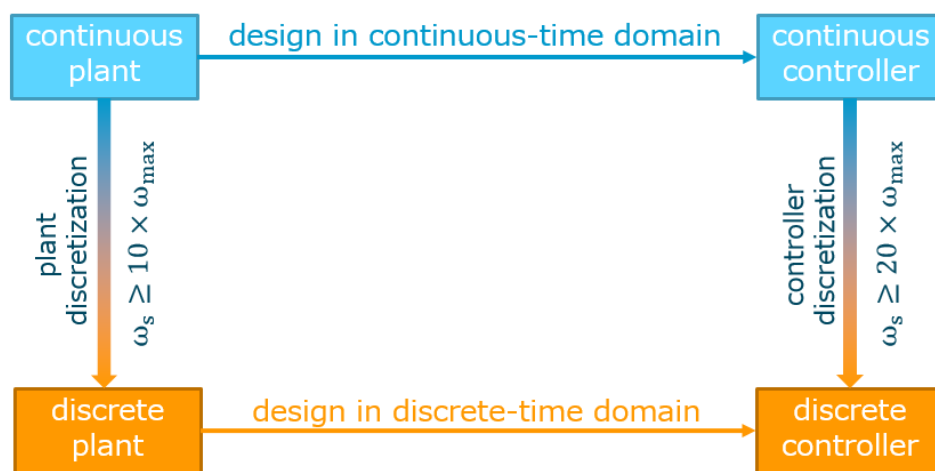 continuous
plant
design in continuous-time domain
continuous
controller
plant
discretization
ωs ≥ 10 × ωmax
controller
discretization
ωs ≥ 20 × ωmax
discrete
plant
design in discrete-time domain
discrete
controller